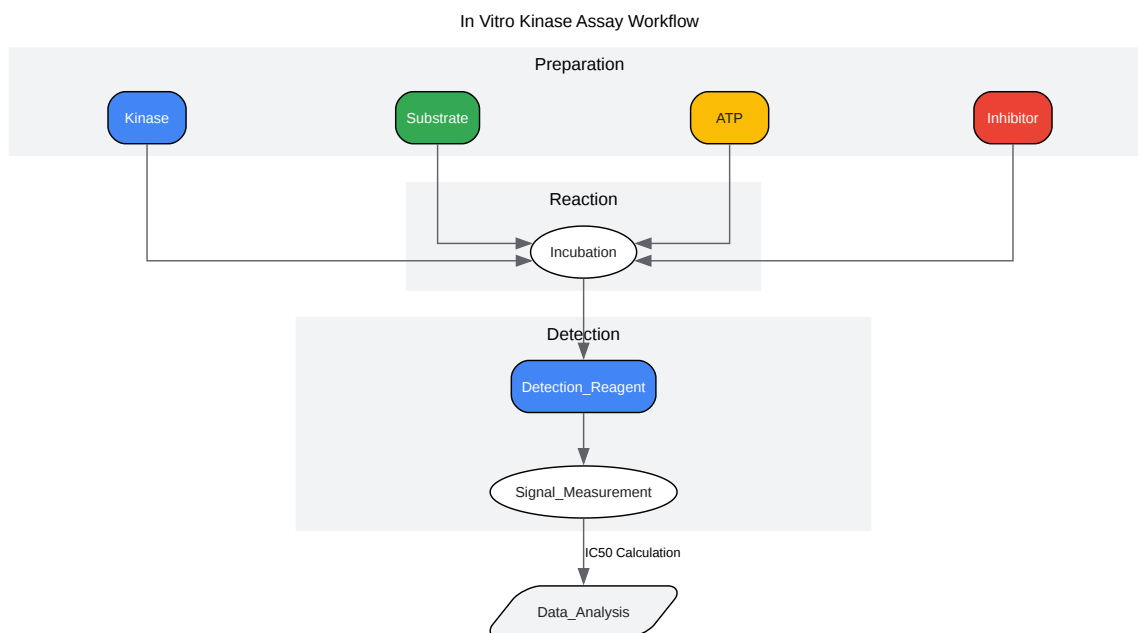 In Vitro Kinase Assay Workflow
Preparation
Kinase
Substrate
ATP
Inhibitor
Reaction
Incubation
Detection
Detection_Reagent
Signal_Measurement
IC50 Calculation
Data_Analysis